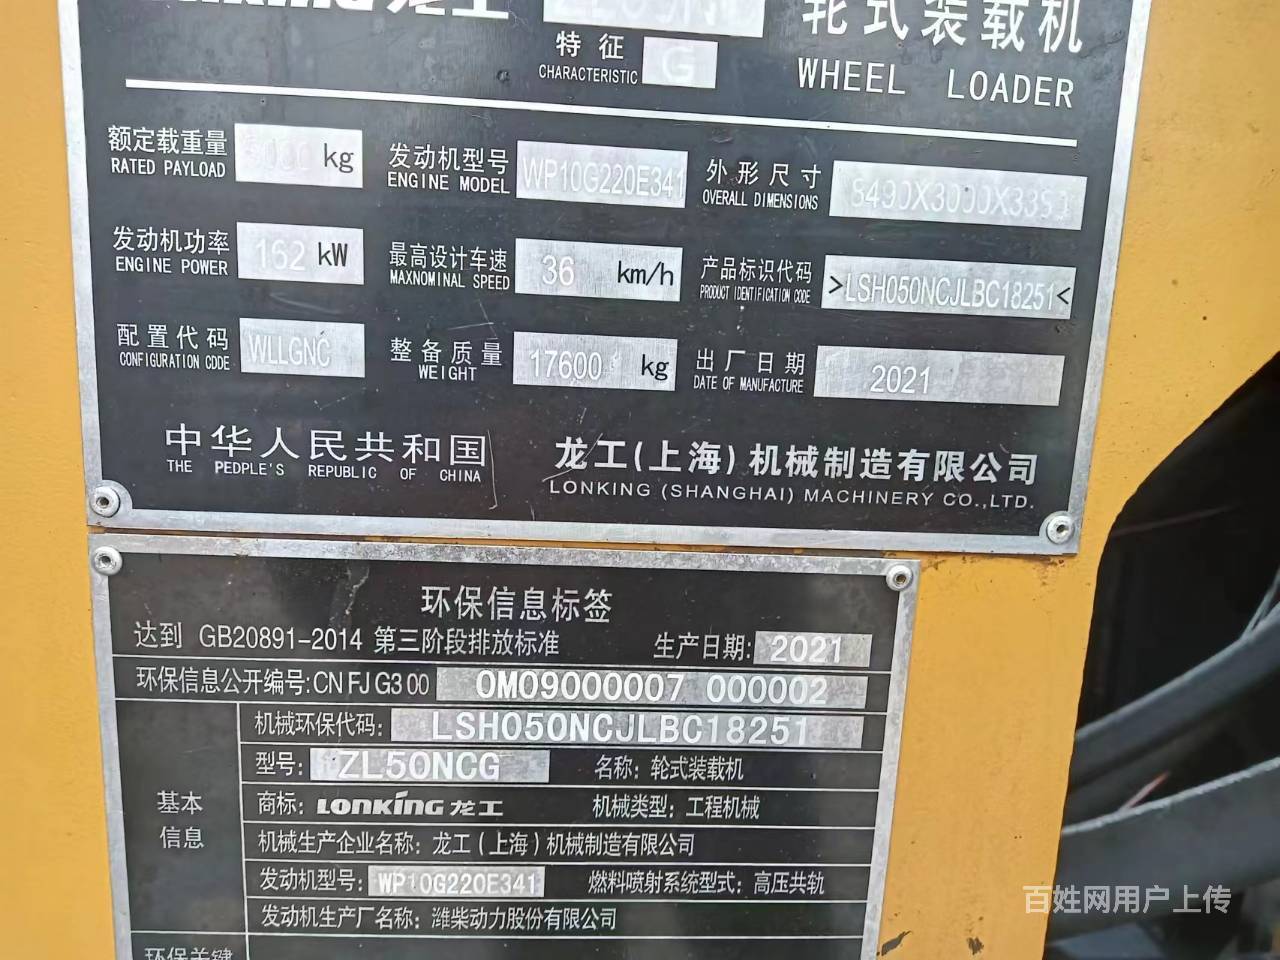 LONKING 龙工
轮式装载机
特征 G
CHARACTERISTIC
WHEEL LOADER
额定载重量 kg 发动机型号 WP10G220E341 外形尺寸 8490X3000X3350
RATED PAYLOAD ENGINE MODEL OVERALL DIMENSIONS
发动机功率 162 kW 最高设计车速 36 km/h 产品标识代码 >LSH050NCJLBC18251<
ENGINE POWER MAXNOMINAL SPEED PRODUCT IDENTIFICATION CODE
配置代码 WLLGNC 整备质量 17600 kg 出厂日期 2021
CONFIGURATION CODE WEIGHT DATE OF MANUFACTURE
中华人民共和国 龙工(上海)机械制造有限公司
THE PEDPLE'S REPUBLIC OF CHINA LONKING (SHANGHAI) MACHINERY CO.,LTD.
环保信息标签
达到 GB20891-2014 第三阶段排放标准 生产日期: 2021
环保信息公开编号:CN FJ G3 00 0M09000007 000002
机械环保代码: LSH050NCJLBC18251
型号: ZL50NCG 名称: 轮式装载机
基本信息
商标: LONKING 龙工 机械类型: 工程机械
机械生产企业名称: 龙工(上海)机械制造有限公司
发动机型号: WP10G220E341 燃料喷射系统型式: 高压共轨
发动机生产厂名称: 潍柴动力股份有限公司
环保关键
百姓网用户上传